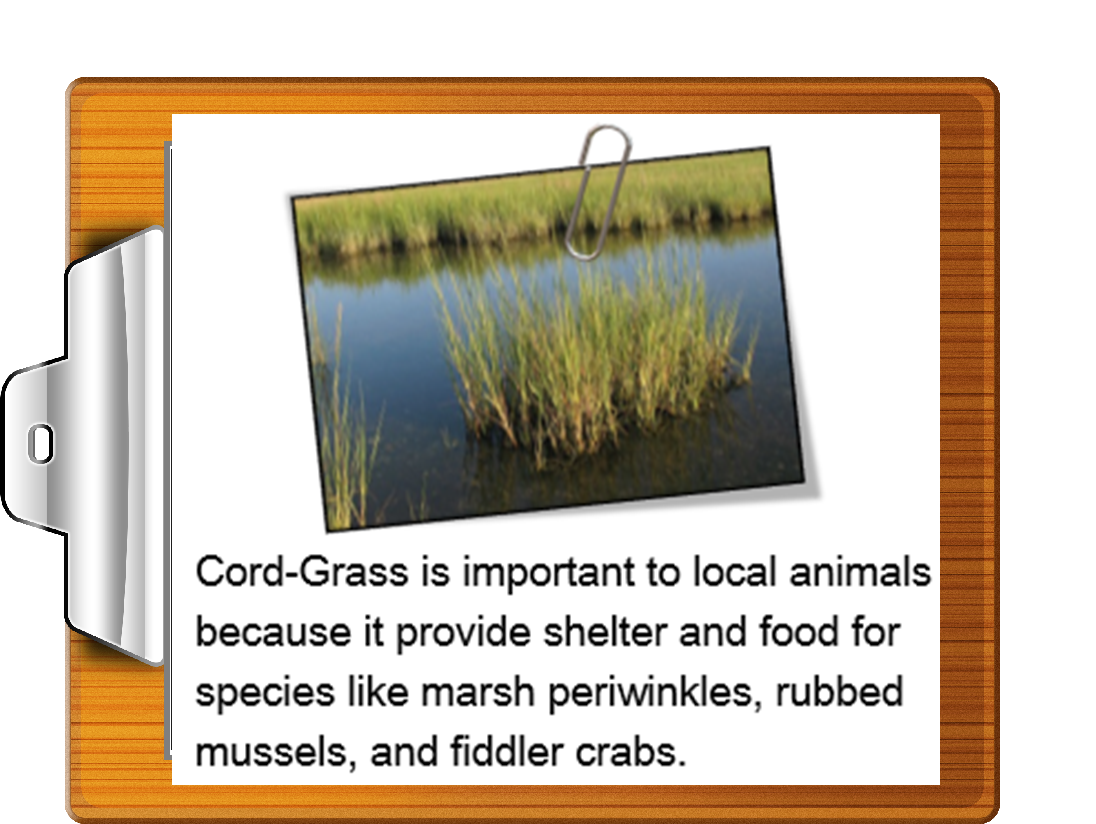 Cord-Grass is important to local animals
because it provide shelter and food for
species like marsh periwinkles, rubbed
mussels, and fiddler crabs.